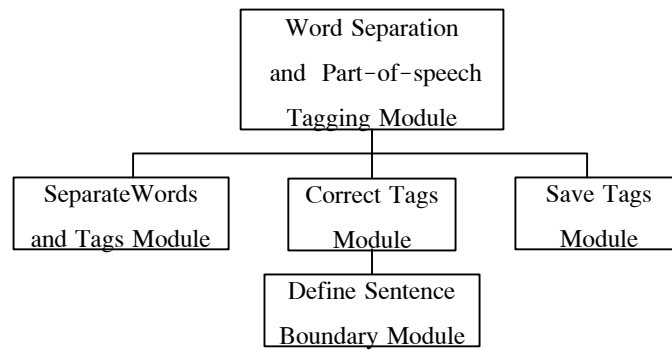 Word Separation
and Part-of-speech
Tagging Module
SeparateWords
and Tags Module
Correct Tags
Module
Save Tags
Module
Define Sentence
Boundary Module